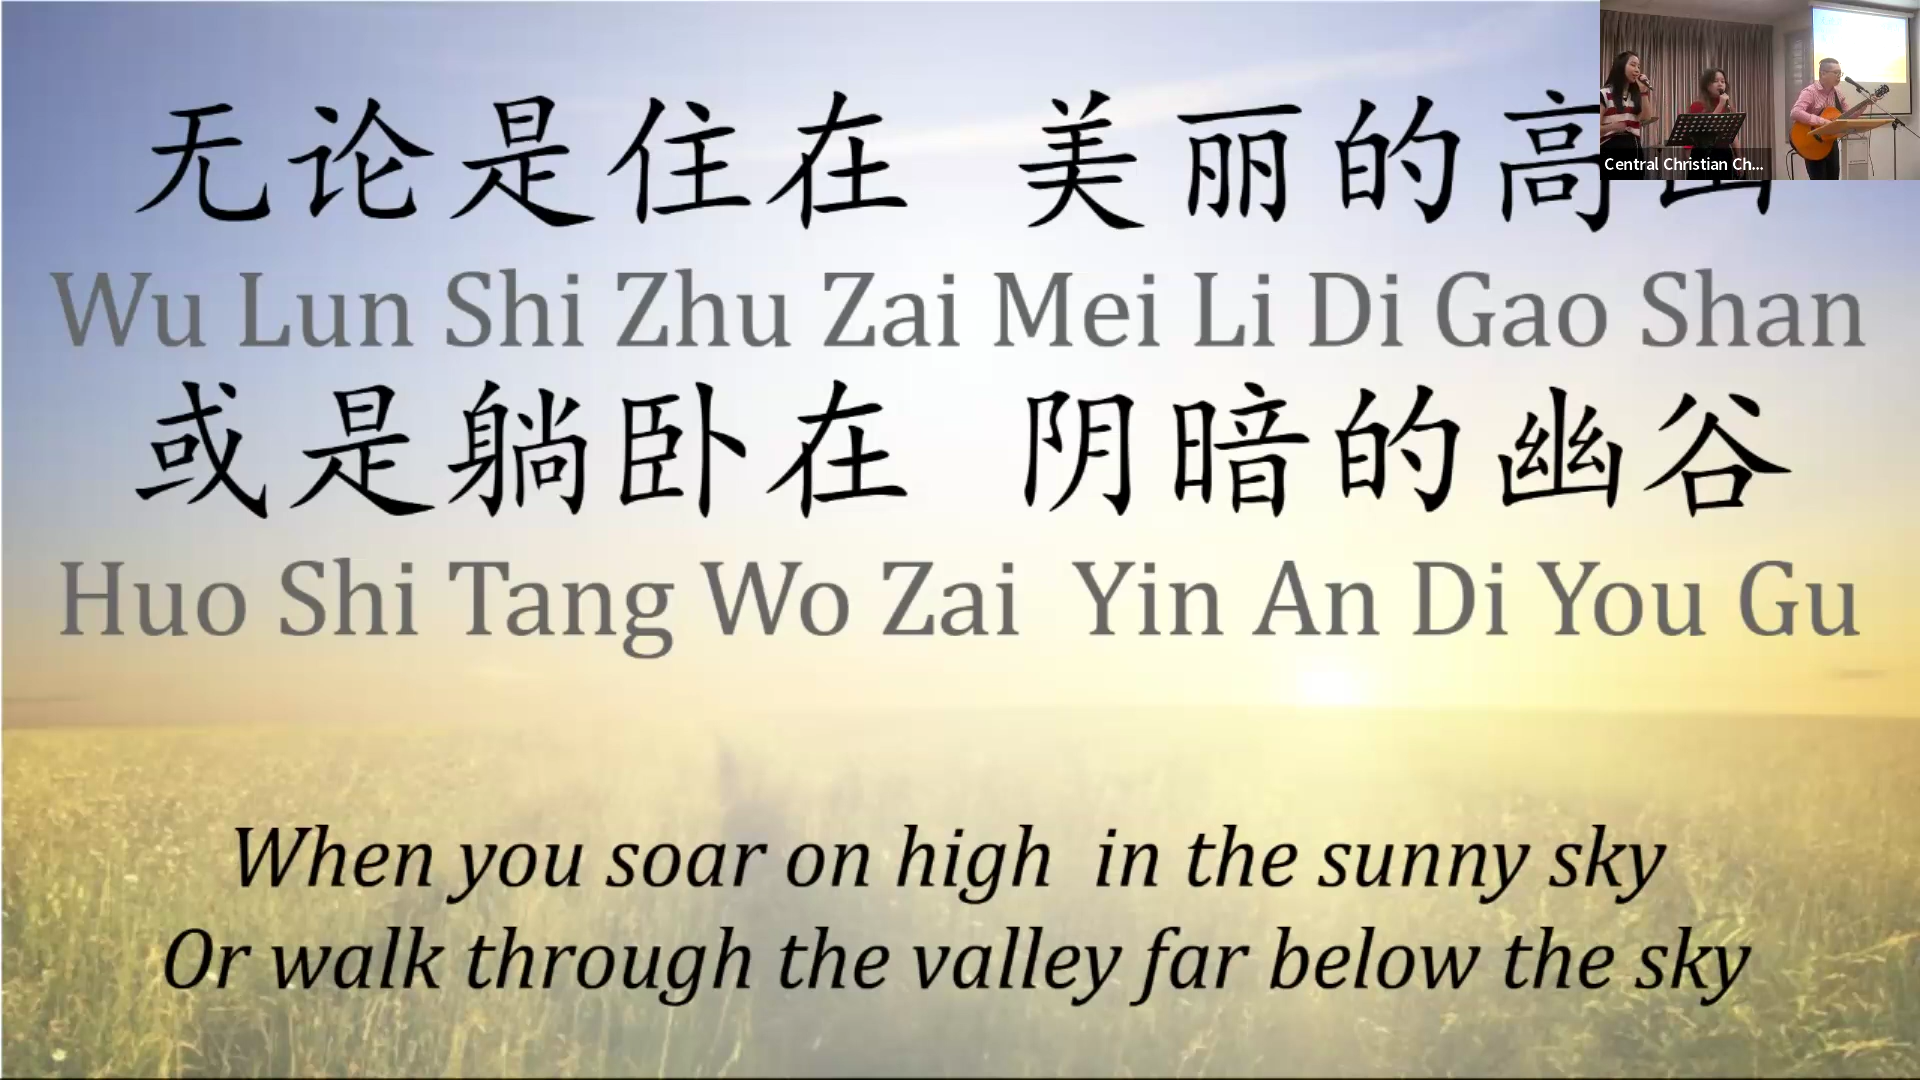 无论是住在 美丽的高山
Central Christian Ch...
Wu Lun Shi Zhu Zai Mei Li Di Gao Shan
或是躺卧在 阴暗的幽谷
Huo Shi Tang Wo Zai Yin An Di You Gu
When you soar on high in the sunny sky
Or walk through the valley far below the sky